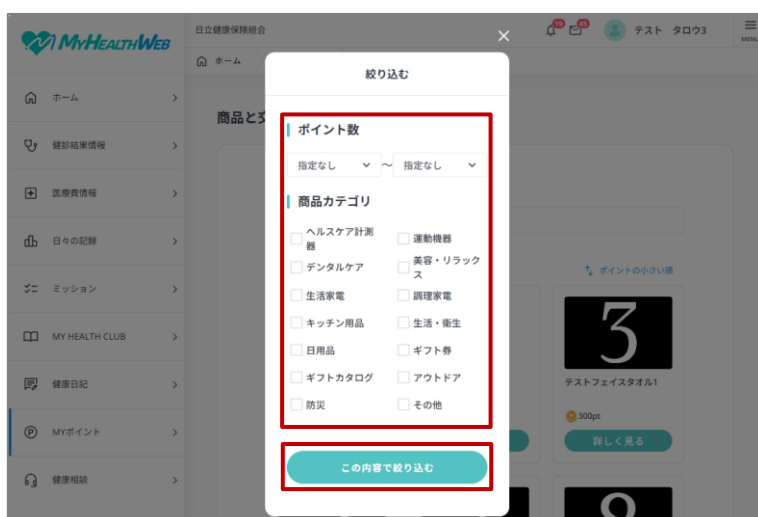 MYHEALTHWEB
日立健康保険組合
19
45
テスト タロウ3
MENU
ホーム
ホーム
健診結果情報
医療費情報
日々の記録
ミッション
MY HEALTH CLUB
健康日記
MYポイント
健康相談
商品と交
絞り込む
ポイント数
指定なし ～ 指定なし
商品カテゴリ
ヘルスケア計測
器
運動機器
デンタルケア
美容・リラック
ス
生活家電
調理家電
キッチン用品
生活・衛生
日用品
ギフト券
ギフトカタログ
アウトドア
防災
その他
この内容で絞り込む
ポイントの小さい順
3
テストフェイスタオル1
300pt
詳しく見る